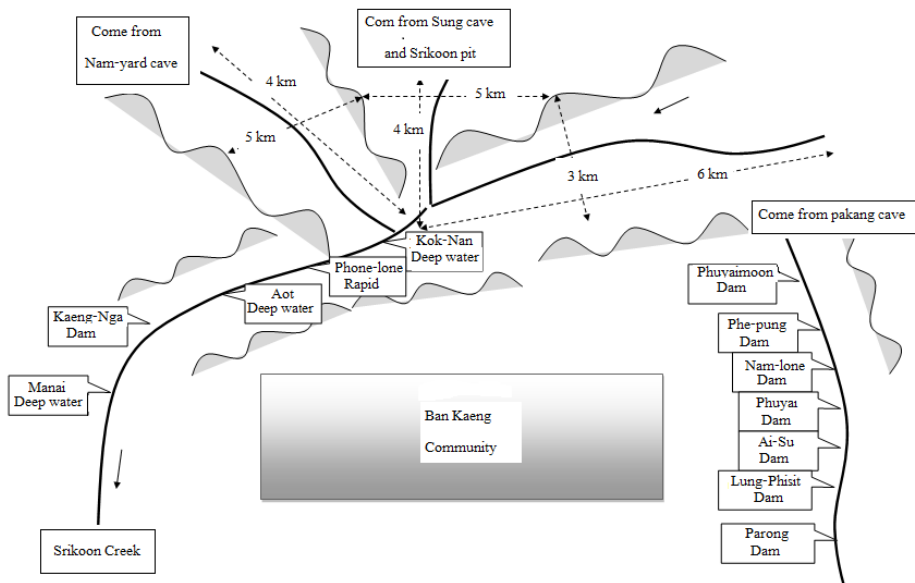 Come from
Nam-yard cave
Com from Sung cave
and Srikoon pit
4 km
5 km
5 km
4 km
3 km
6 km
Come from pakang cave
Kok-Nan
Deep water
Phone-lone
Rapid
Aot
Deep water
Kaeng-Nga
Dam
Manai
Deep water
Srikoon Creek
Ban Kaeng
Community
Phuyaimoon
Dam
Phe-pung
Dam
Nam-lone
Dam
Phuyai
Dam
Ai-Su
Dam
Lung-Phisit
Dam
Parong
Dam